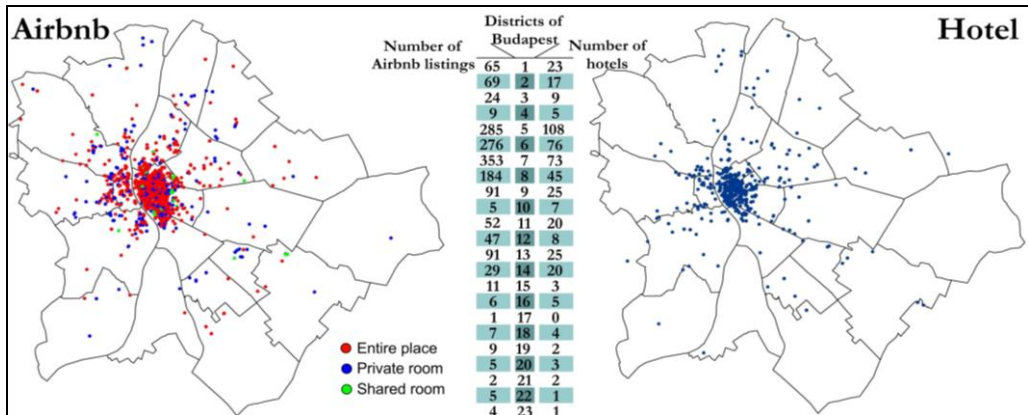 Airbnb
Hotel
Districts of
Budapest
Number of
Airbnb listings
Number of
hotels
65 1 23
69 2 17
24 3 9
9 4 5
285 5 108
276 6 76
353 7 73
184 8 45
91 9 25
5 10 7
52 11 20
47 12 8
91 13 25
29 14 20
11 15 3
6 16 5
1 17 0
7 18 4
9 19 2
5 20 3
2 21 2
5 22 1
4 23 1
Entire place
Private room
Shared room